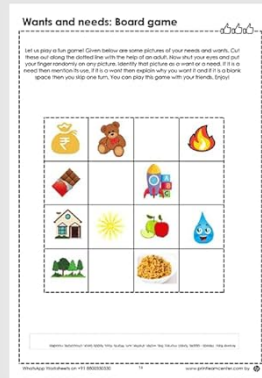 Wants and needs: Board game
Let us play a fun game! Given below are some pictures of your needs and wants. Cut
these out along the dotted line with the help of an adult. Now shut your eyes and put
your finger randomly on any picture. Identify that picture as a want or a need. If it is a
need then mention its use, if it is a want then explain why you want it and if it is a blank
space then you skip one turn. You can play this game with your friends. Enjoy!
₹
WhatsApp Worksheets on